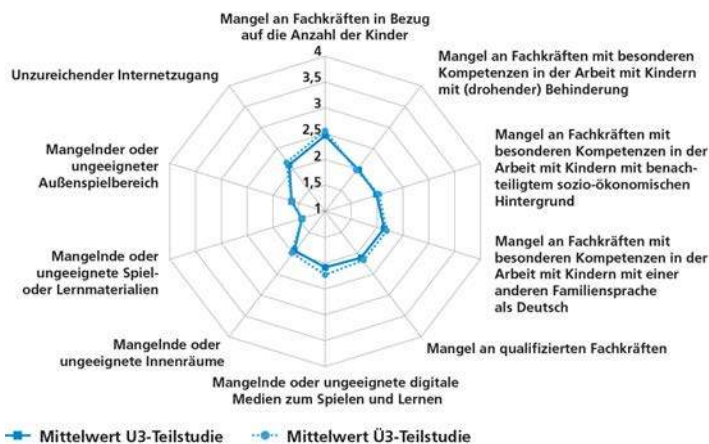 Mangel an Fachkräften in Bezug
auf die Anzahl der Kinder
Mangel an Fachkräften mit besonderen
Kompetenzen in der Arbeit mit Kindern
mit (drohender) Behinderung
Mangel an Fachkräften mit
besonderen Kompetenzen in der
Arbeit mit Kindern mit benach-
teiligtem sozio-ökonomischen
Hintergrund
Mangel an Fachkräften mit
besonderen Kompetenzen in der
Arbeit mit Kindern mit einer
anderen Familiensprache
als Deutsch
Mangel an qualifizierten Fachkräften
Mangelnde oder ungeeignete digitale
Medien zum Spielen und Lernen
Mangelnde oder
ungeeignete Innenräume
Mangelnde oder
ungeeignete Spiel-
oder Lernmaterialien
Mangelnder oder
ungeeigneter
Außenspielbereich
Unzureichender Internetzugang
4
3,5
3
2,5
2
1,5
1
Mittelwert U3-Teilstudie
Mittelwert Ü3-Teilstudie